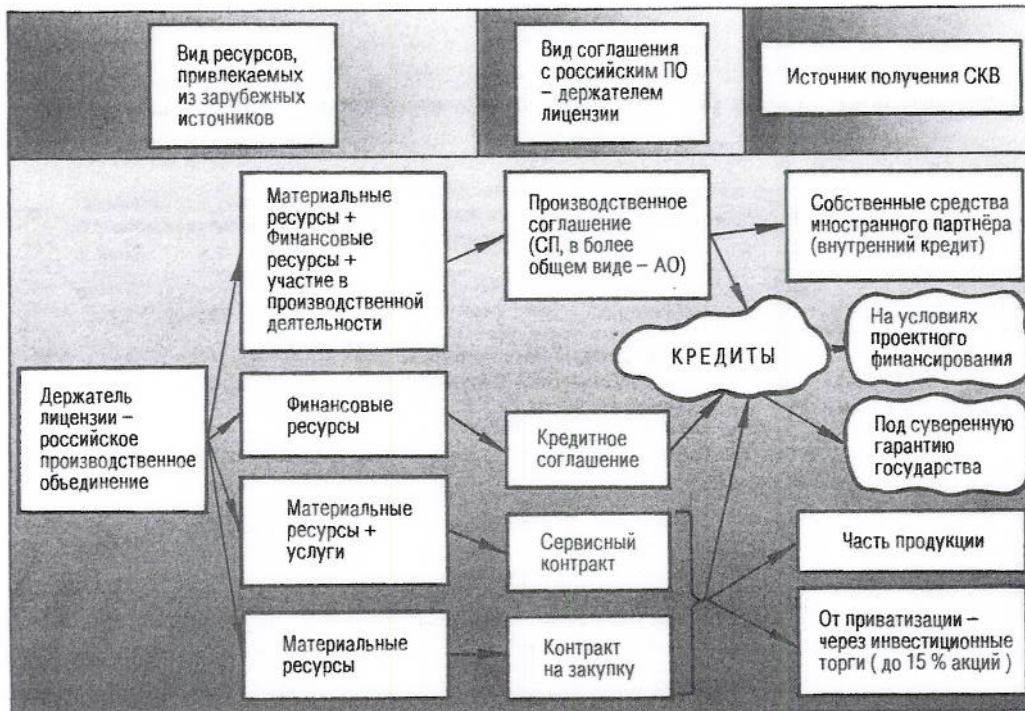 Вид ресурсов,
привлекаемых
из зарубежных
источников
Вид соглашения
с российским ПО
– держателем
лицензии
Источник получения СКВ
Материальные
ресурсы +
Финансовые
ресурсы +
участие в
производственной
деятельности
Производственное
соглашение
(СП, в более
общем виде – АО)
Собственные средства
иностранного партнёра
(внутренний кредит)
КРЕДИТЫ
На условиях
проектного
финансирования
Держатель
лицензии –
российское
производственное
объединение
Финансовые
ресурсы
Кредитное
соглашение
Под суверенную
гарантию
государства
Материальные
ресурсы +
услуги
Сервисный
контракт
Часть продукции
Материальные
ресурсы
Контракт
на закупку
От приватизации –
через инвестиционные
торги ( до 15 % акций )